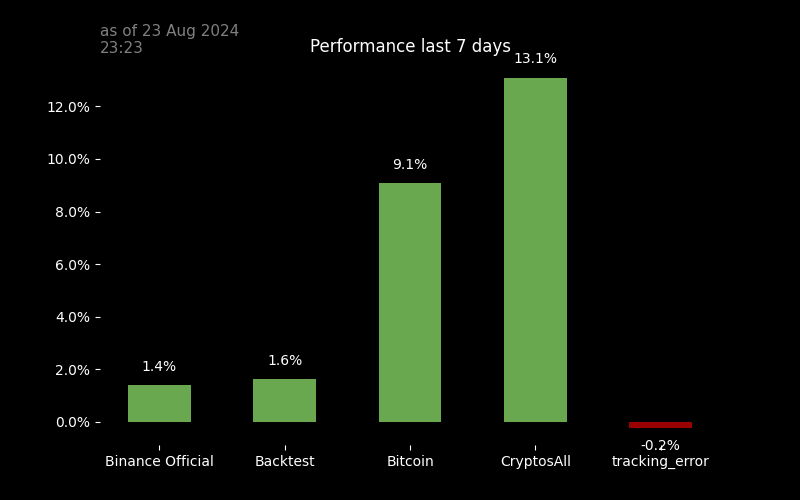 as of 23 Aug 2024
23:23
Performance last 7 days
13.1%
12.0%
10.0%
9.1%
8.0%
6.0%
4.0%
2.0%
1.4%
1.6%
0.0%
-0.2%
Binance Official
Backtest
Bitcoin
CryptosAll
tracking_error